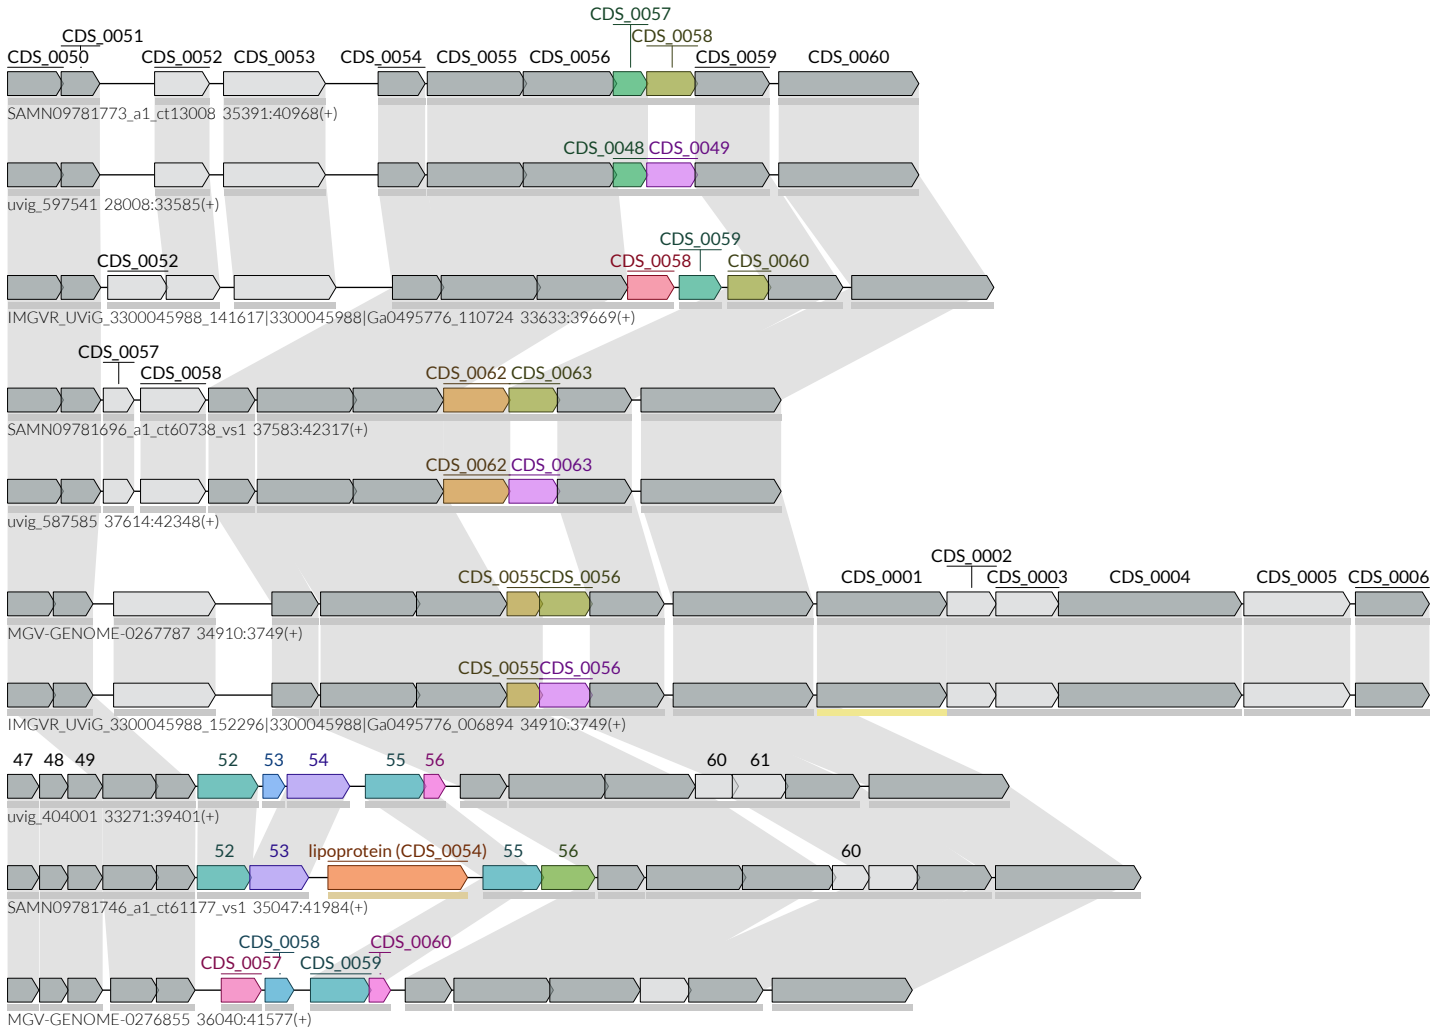 CDS_0057
CDS_0051 CDS_0058
CDS_0050 CDS_0052 CDS_0053 CDS_0054 CDS_0055 CDS_0056 CDS_0059 CDS_0060
SAMN09781773_a1_ct13008 35391:40968(+)
CDS_0048 CDS_0049
uvig_597541 28008:33585(+)
CDS_0059
CDS_0052 CDS_0058 CDS_0060
IMGVR_UViG_3300045988_141617|3300045988|Ga0495776_110724 33633:39669(+)
CDS_0057
CDS_0058 CDS_0062 CDS_0063
SAMN09781696_a1_ct60738_vs1 37583:42317(+)
CDS_0062 CDS_0063
uvig_587585 37614:42348(+)
CDS_0002
CDS_0055 CDS_0056 CDS_0001 CDS_0003 CDS_0004 CDS_0005 CDS_0006
MGV-GENOME-0267787 34910:3749(+)
CDS_0055 CDS_0056
IMGVR_UViG_3300045988_152296|3300045988|Ga0495776_006894 34910:3749(+)
47 48 49 52 53 54 55 56 60 61
uvig_404001 33271:39401(+)
52 53 lipoprotein (CDS_0054) 55 56 60
SAMN09781746_a1_ct61177_vs1 35047:41984(+)
CDS_0058 CDS_0060
CDS_0057 CDS_0059
MGV-GENOME-0276855 36040:41577(+)